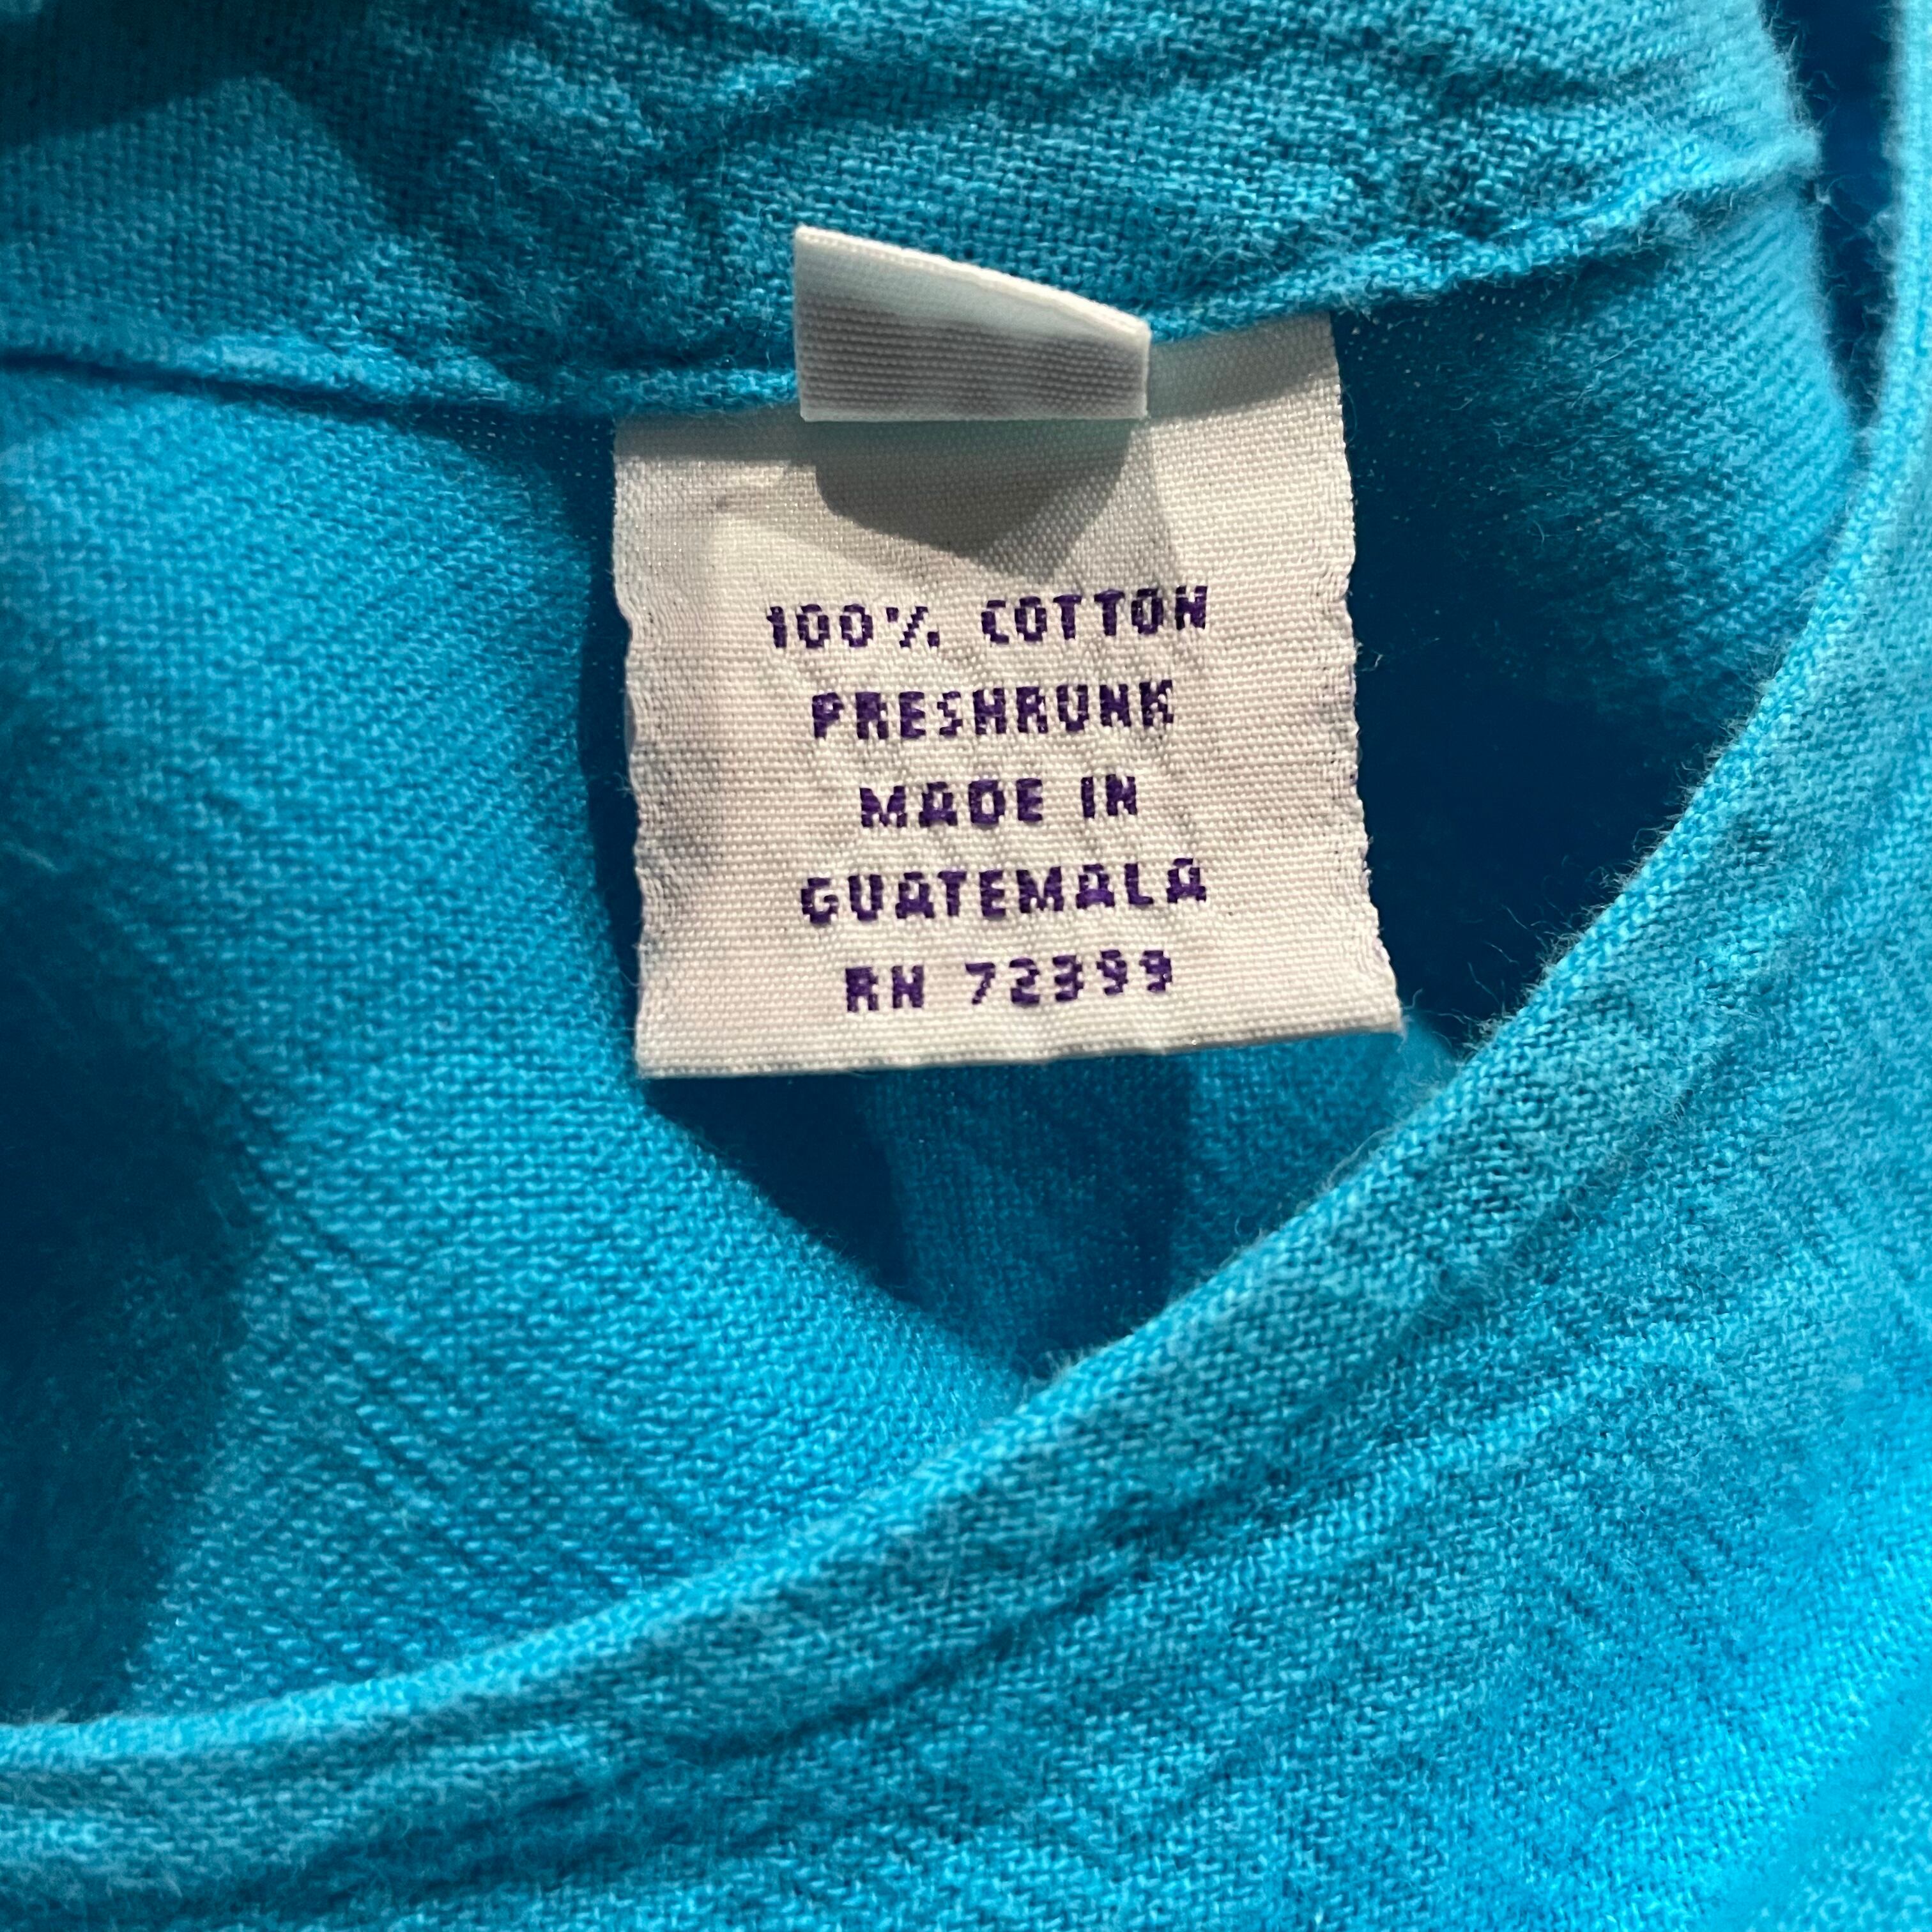 100% COTTON
PRESHRUNK
MADE IN
GUATEMALA
RN 72399